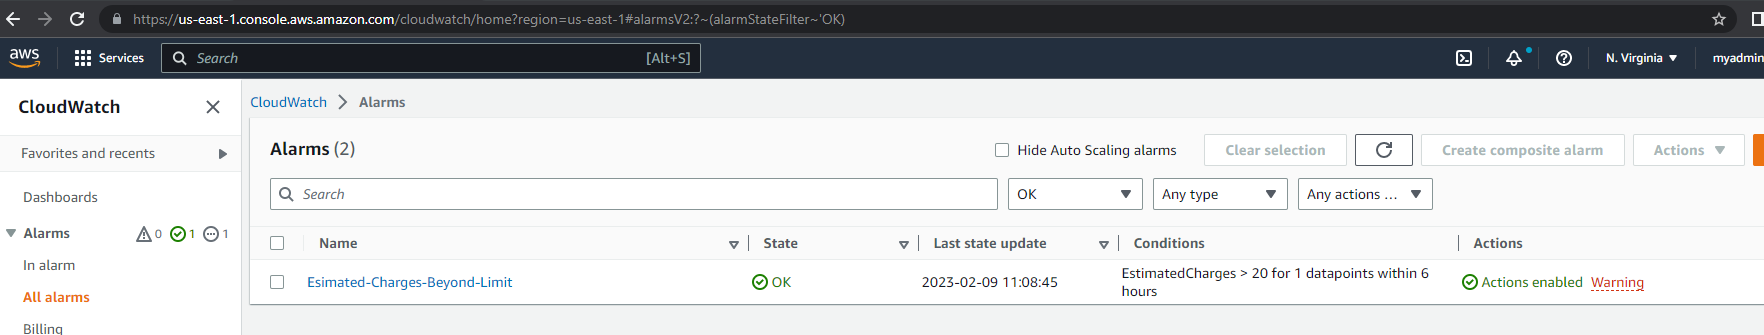 https://us-east-1.console.aws.amazon.com/cloudwatch/home?region=us-east-1#alarmsV2:?~(alarmStateFilter~'OK)
aws Services Search [Alt+S] N. Virginia myadmin
CloudWatch
Favorites and recents
Dashboards
Alarms 0 1 1
In alarm
All alarms
Billing
CloudWatch Alarms
Alarms (2) Hide Auto Scaling alarms Clear selection Create composite alarm Actions
Search OK Any type Any actions ...
Name State Last state update Conditions Actions
Esimated-Charges-Beyond-Limit OK 2023-02-09 11:08:45 EstimatedCharges > 20 for 1 datapoints within 6
hours Actions enabled Warning